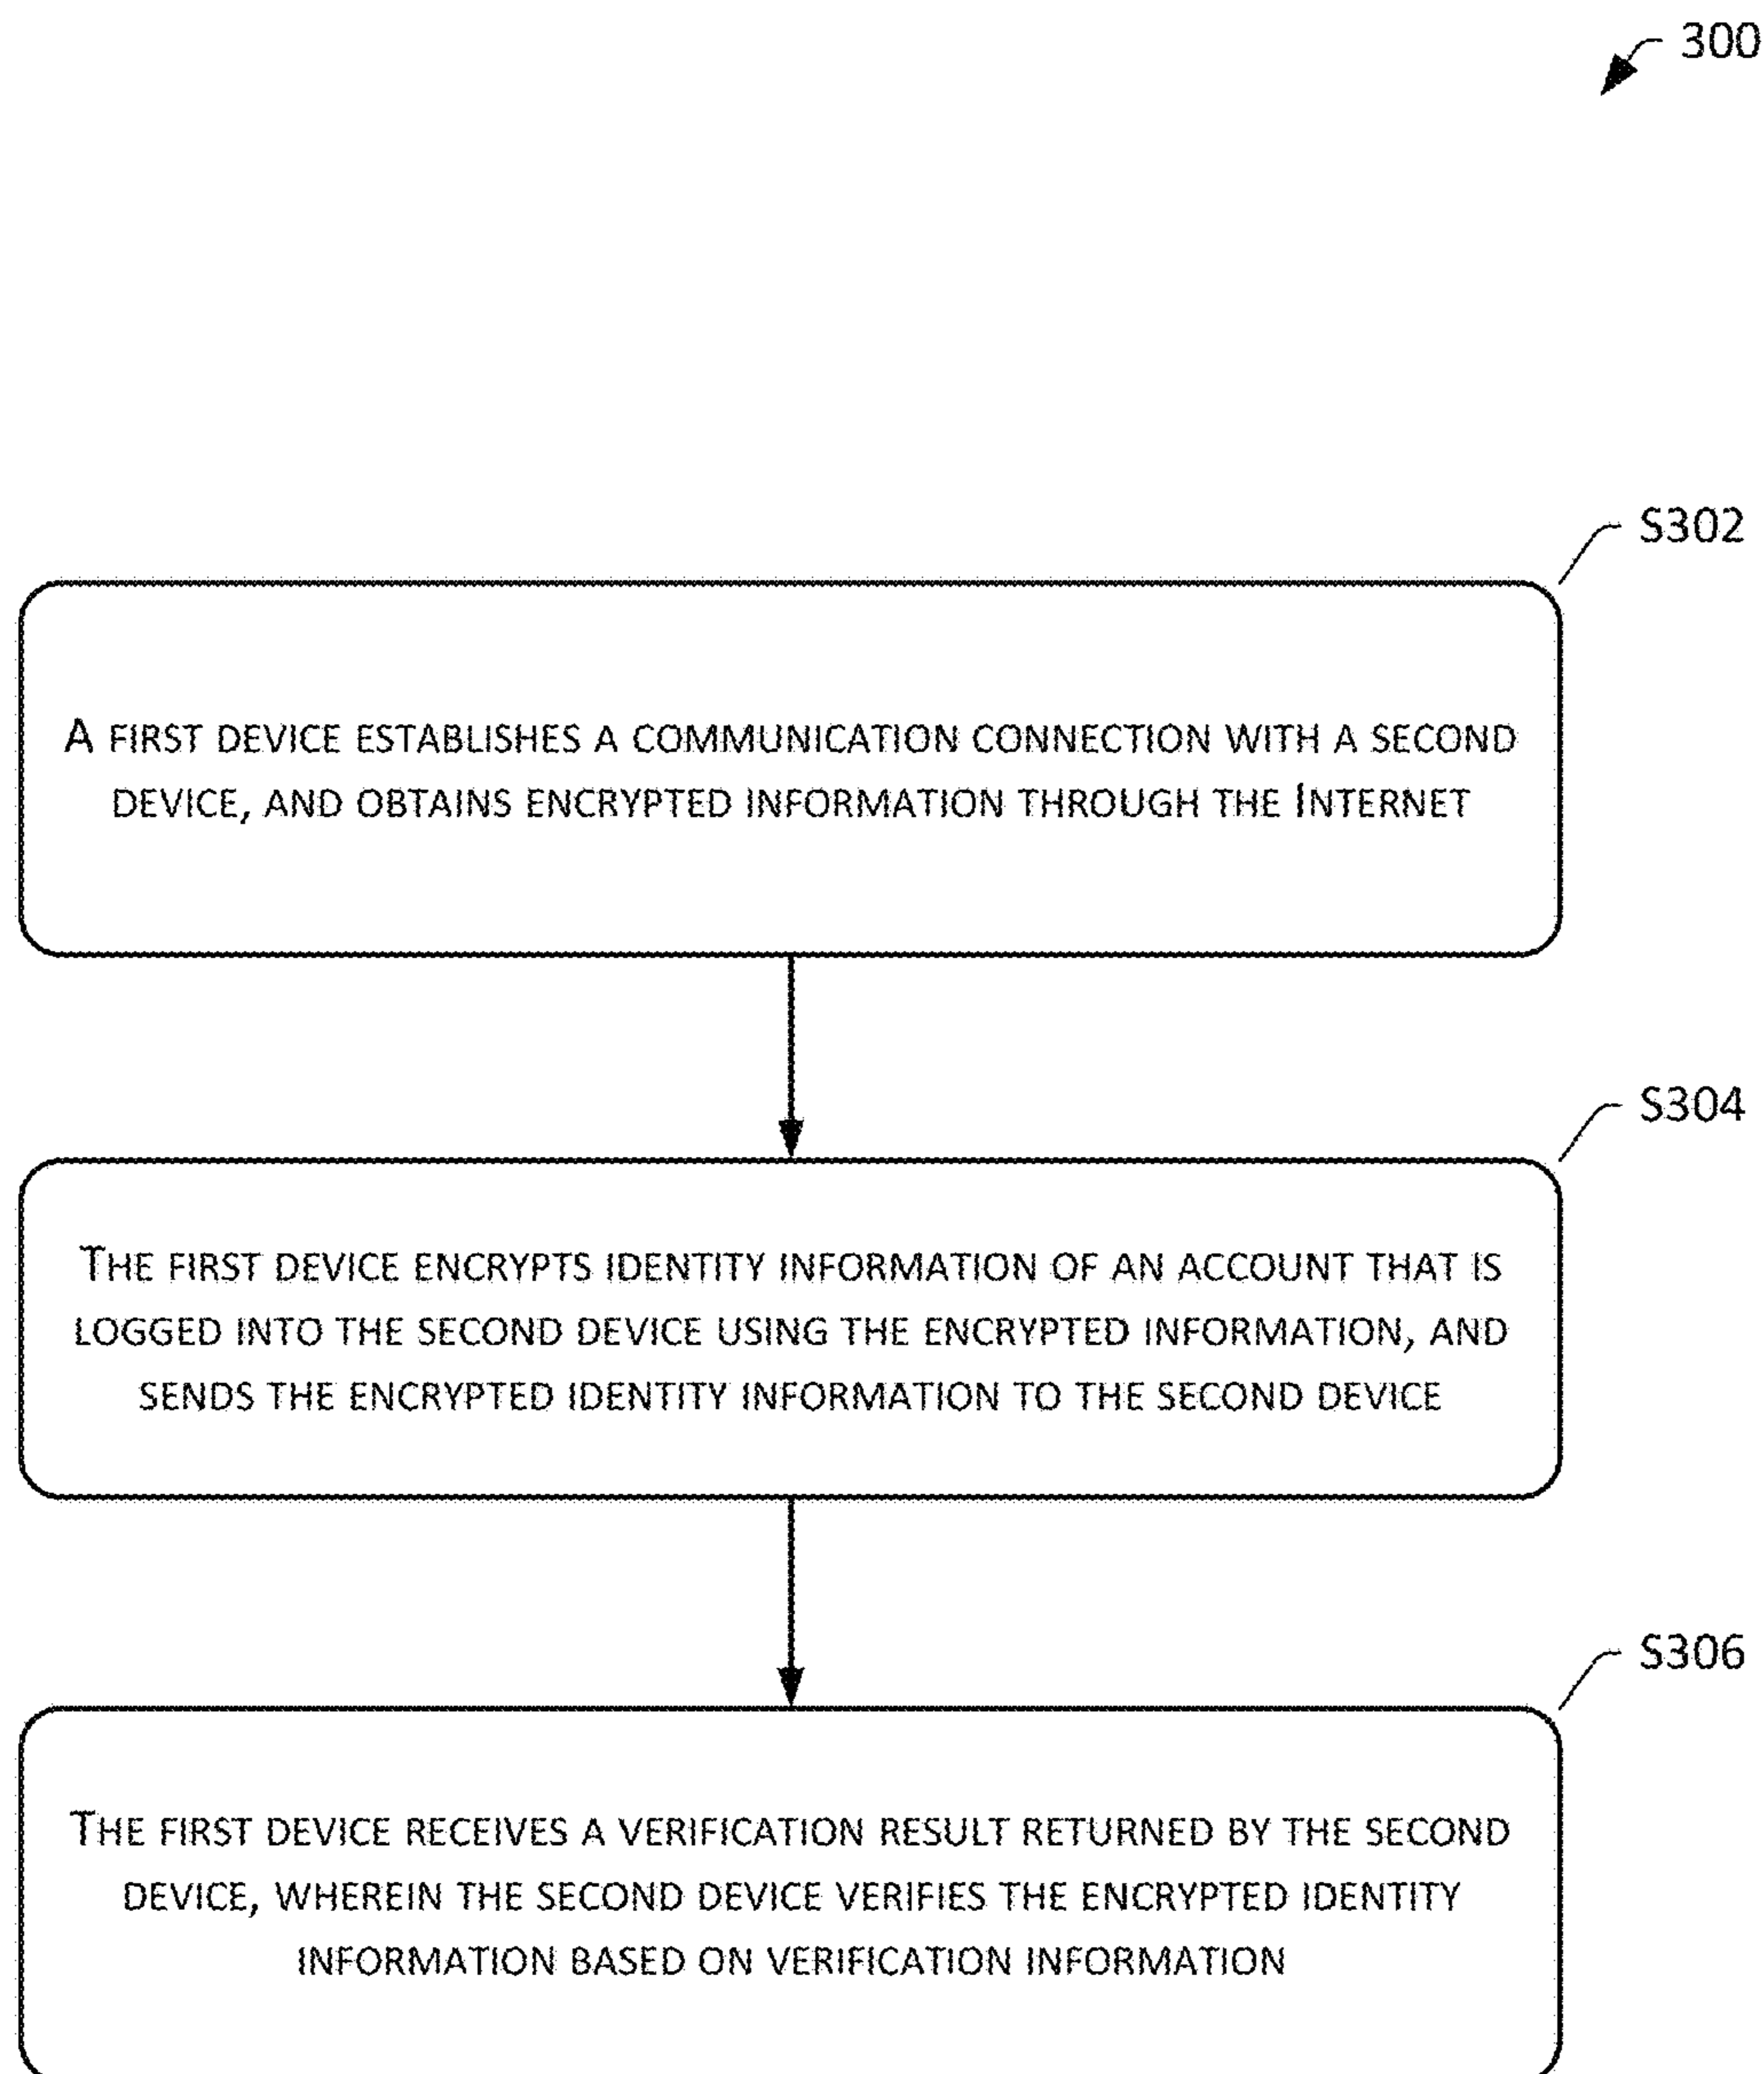 300
S302
A FIRST DEVICE ESTABLISHES A COMMUNICATION CONNECTION WITH A SECOND
DEVICE, AND OBTAINS ENCRYPTED INFORMATION THROUGH THE INTERNET
S304
THE FIRST DEVICE ENCRYPTS IDENTITY INFORMATION OF AN ACCOUNT THAT IS
LOGGED INTO THE SECOND DEVICE USING THE ENCRYPTED INFORMATION, AND
SENDS THE ENCRYPTED IDENTITY INFORMATION TO THE SECOND DEVICE
S306
THE FIRST DEVICE RECEIVES A VERIFICATION RESULT RETURNED BY THE SECOND
DEVICE, WHEREIN THE SECOND DEVICE VERIFIES THE ENCRYPTED IDENTITY
INFORMATION BASED ON VERIFICATION INFORMATION